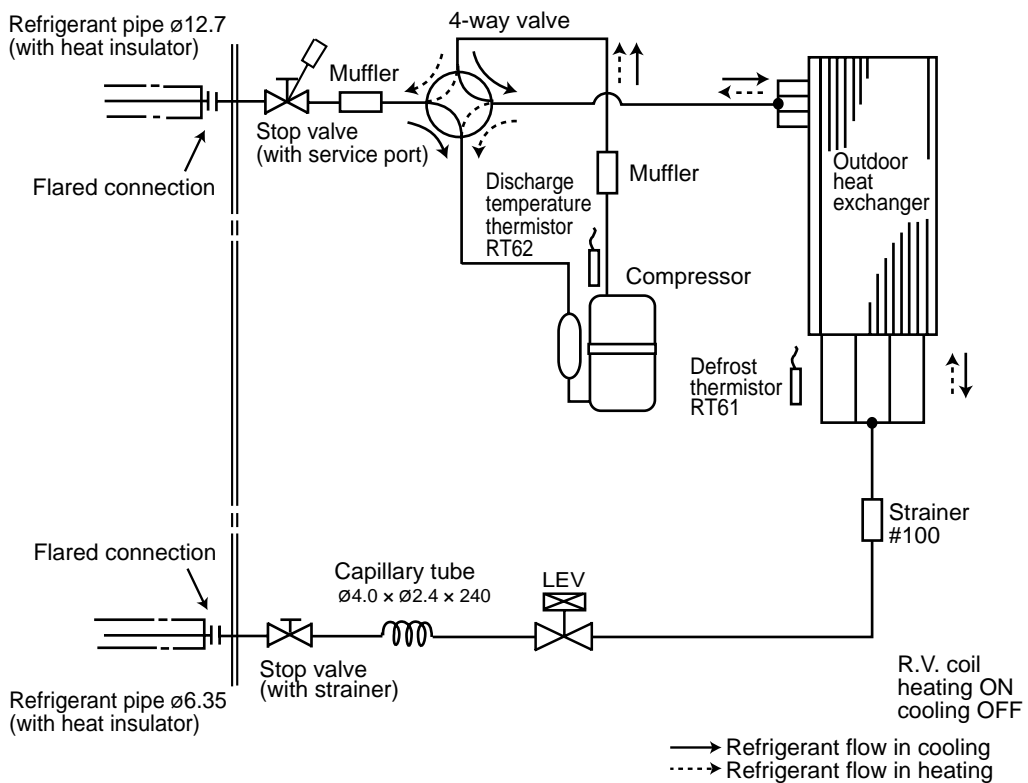 Refrigerant pipe ø12.7
(with heat insulator)
4-way valve
Muffler
Stop valve
(with service port)
Flared connection
Discharge
temperature
thermistor
RT62
Muffler
Outdoor
heat
exchanger
Compressor
Defrost
thermistor
RT61
Strainer
#100
Flared connection
Capillary tube
Ø4.0 × Ø2.4 × 240
LEV
Stop valve
(with strainer)
Refrigerant pipe ø6.35
(with heat insulator)
R.V. coil
heating ON
cooling OFF
Refrigerant flow in cooling
Refrigerant flow in heating